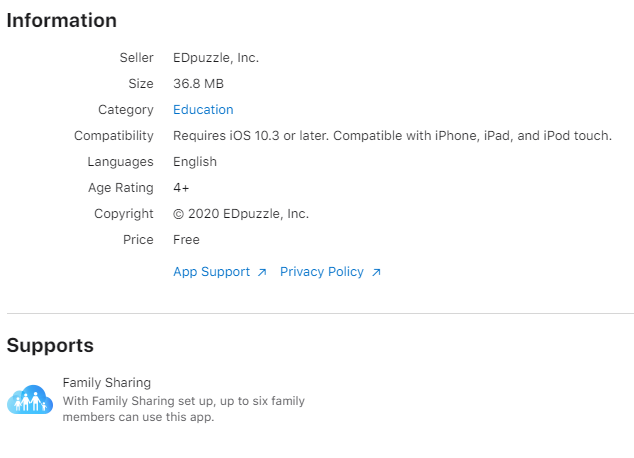 Information
Seller EDpuzzle, Inc.
Size 36.8 MB
Category Education
Compatibility Requires iOS 10.3 or later. Compatible with iPhone, iPad, and iPod touch.
Languages English
Age Rating 4+
Copyright © 2020 EDpuzzle, Inc.
Price Free
App Support ↗ Privacy Policy ↗
Supports
Family Sharing
With Family Sharing set up, up to six family
members can use this app.